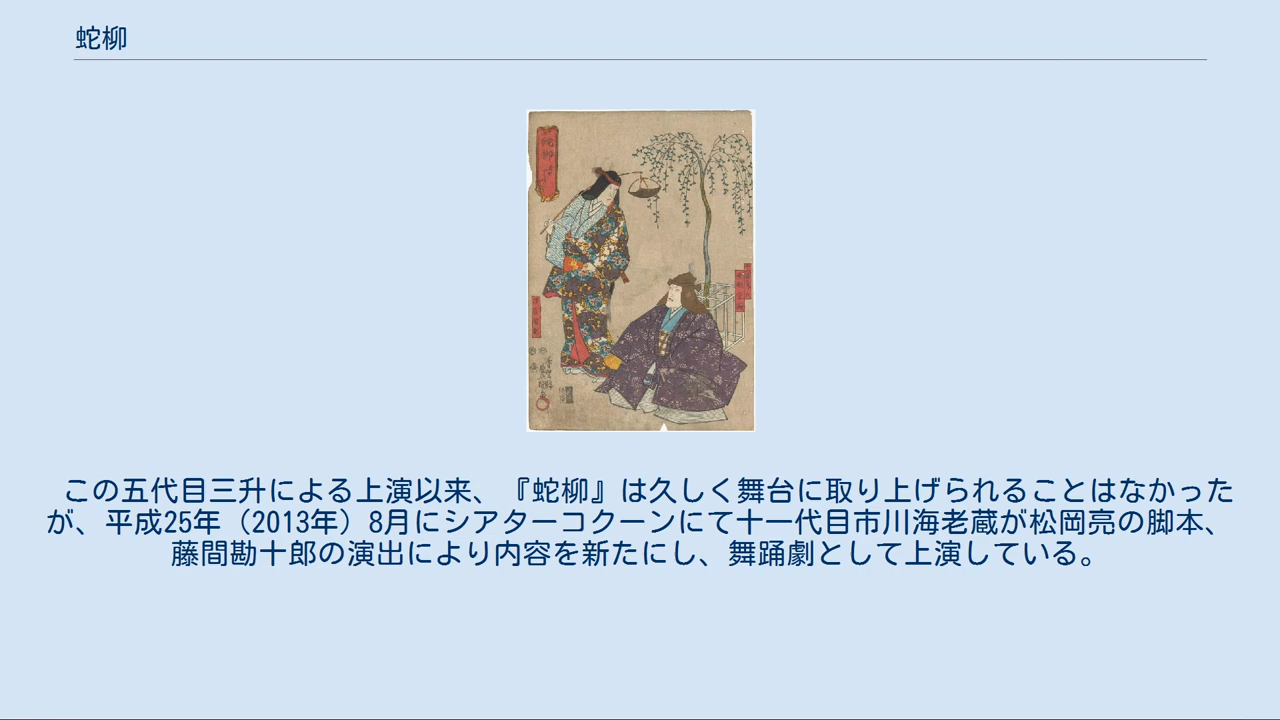 蛇柳
この五代目三升による上演以来、『蛇柳』は久しく舞台に取り上げられることはなかった
が、平成25年（2013年）8月にシアターコクーンにて十一代目市川海老蔵が松岡亮の脚本、
藤間勘十郎の演出により内容を新たにし、舞踊劇として上演している。